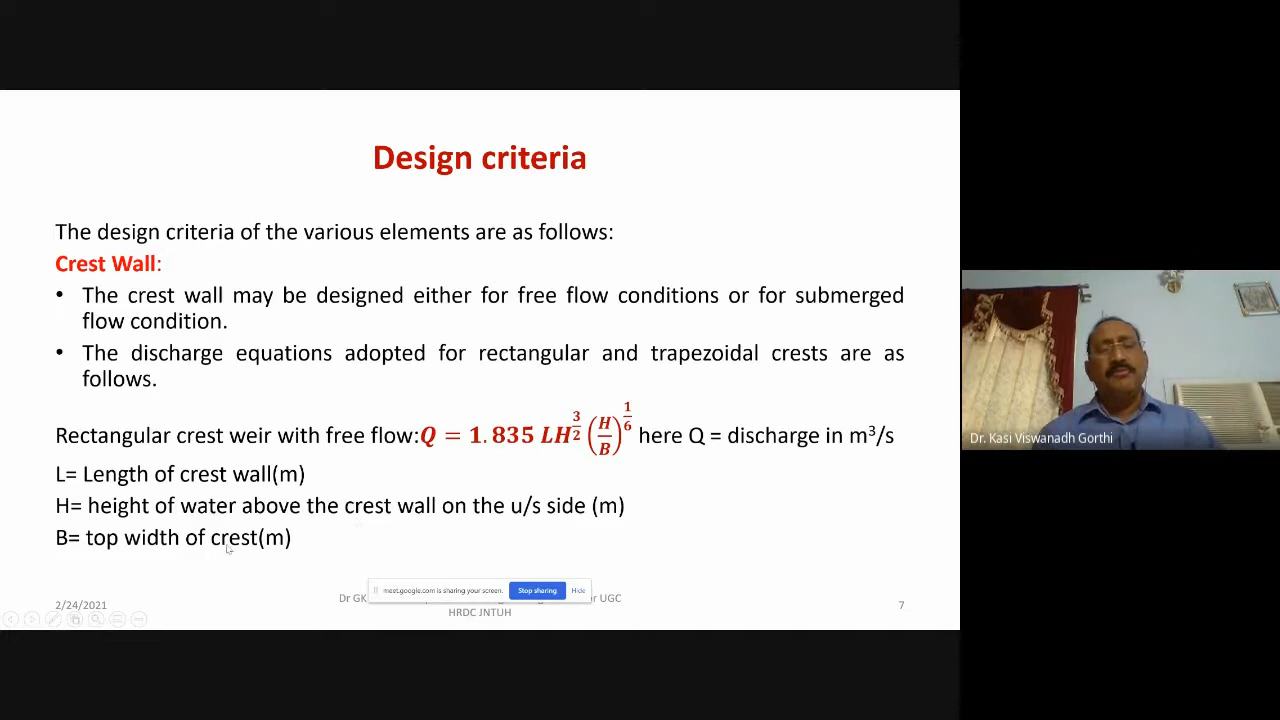 Design criteria
The design criteria of the various elements are as follows:
Crest Wall:
• The crest wall may be designed either for free flow conditions or for submerged
flow condition.
• The discharge equations adopted for rectangular and trapezoidal crests are as
follows.
Rectangular crest weir with free flow: Q = 1.835 LH^(3/2) (H/B)^(1/6) here Q = discharge in m³/s
L= Length of crest wall(m)
H= height of water above the crest wall on the u/s side (m)
B= top width of crest(m)
meet.google.com is sharing your screen. Stop sharing Hide
2/24/2021
Dr GK
or UGC
HRDC JNTUH
7
Dr. Kasi Viswanadh Gorthi